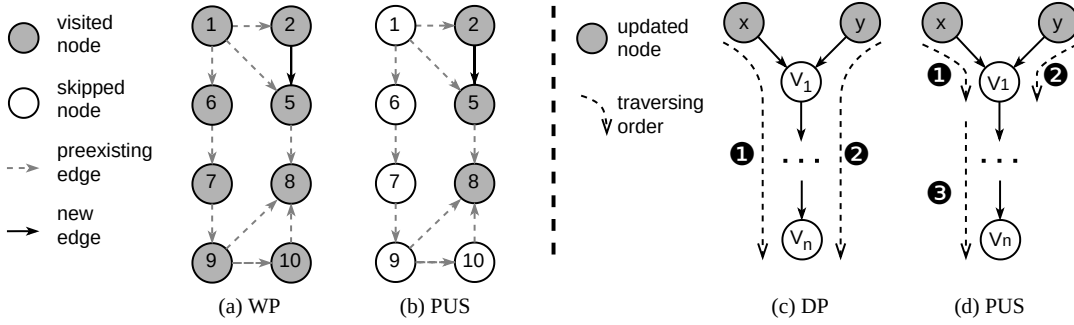 visited
node
skipped
node
preexisting
edge
new
edge
1 2
6 5
7 8
9 10
(a) WP
1 2
6 5
7 8
9 10
(b) PUS
updated
node
traversing
order
x y
V1
❶ ❷
. . .
Vn
(c) DP
x y
❶ ❷
V1
. . .
❸
Vn
(d) PUS